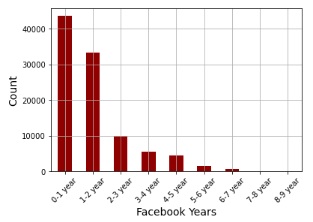 Count
40000
30000
20000
10000
0
0-1 year
1-2 year
2-3 year
3-4 year
4-5 year
5-6 year
6-7 year
7-8 year
8-9 year
Facebook Years